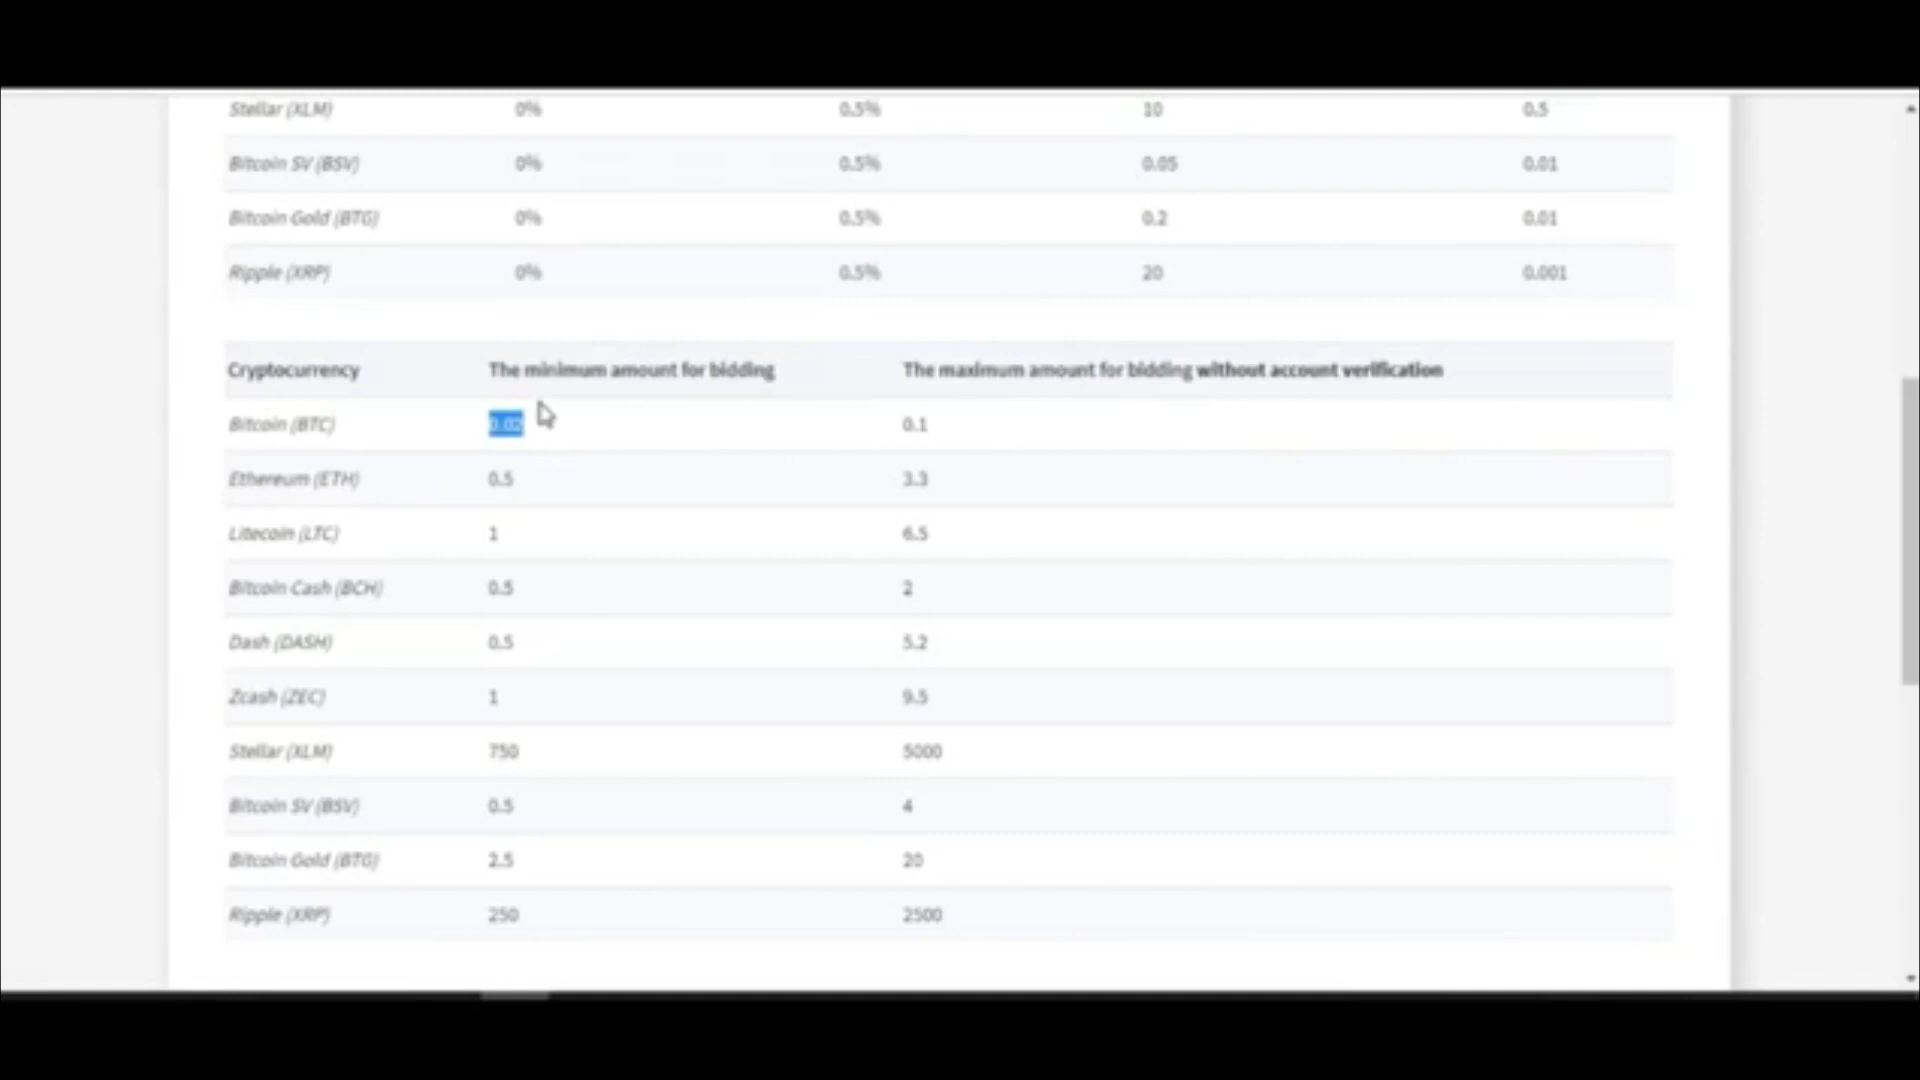 Stellar (XLM) 0% 0.5% 10 0.5
Bitcoin SV (BSV) 0% 0.5% 0.05 0.01
Bitcoin Gold (BTG) 0% 0.5% 0.2 0.01
Ripple (XRP) 0% 0.5% 20 0.001
Cryptocurrency The minimum amount for bidding The maximum amount for bidding without account verification
Bitcoin (BTC) 0.02 0.1
Ethereum (ETH) 0.5 3.3
Litecoin (LTC) 1 6.5
Bitcoin Cash (BCH) 0.5 2
Dash (DASH) 0.5 5.2
Zcash (ZEC) 1 9.5
Stellar (XLM) 750 5000
Bitcoin SV (BSV) 0.5 4
Bitcoin Gold (BTG) 2.5 20
Ripple (XRP) 250 2500